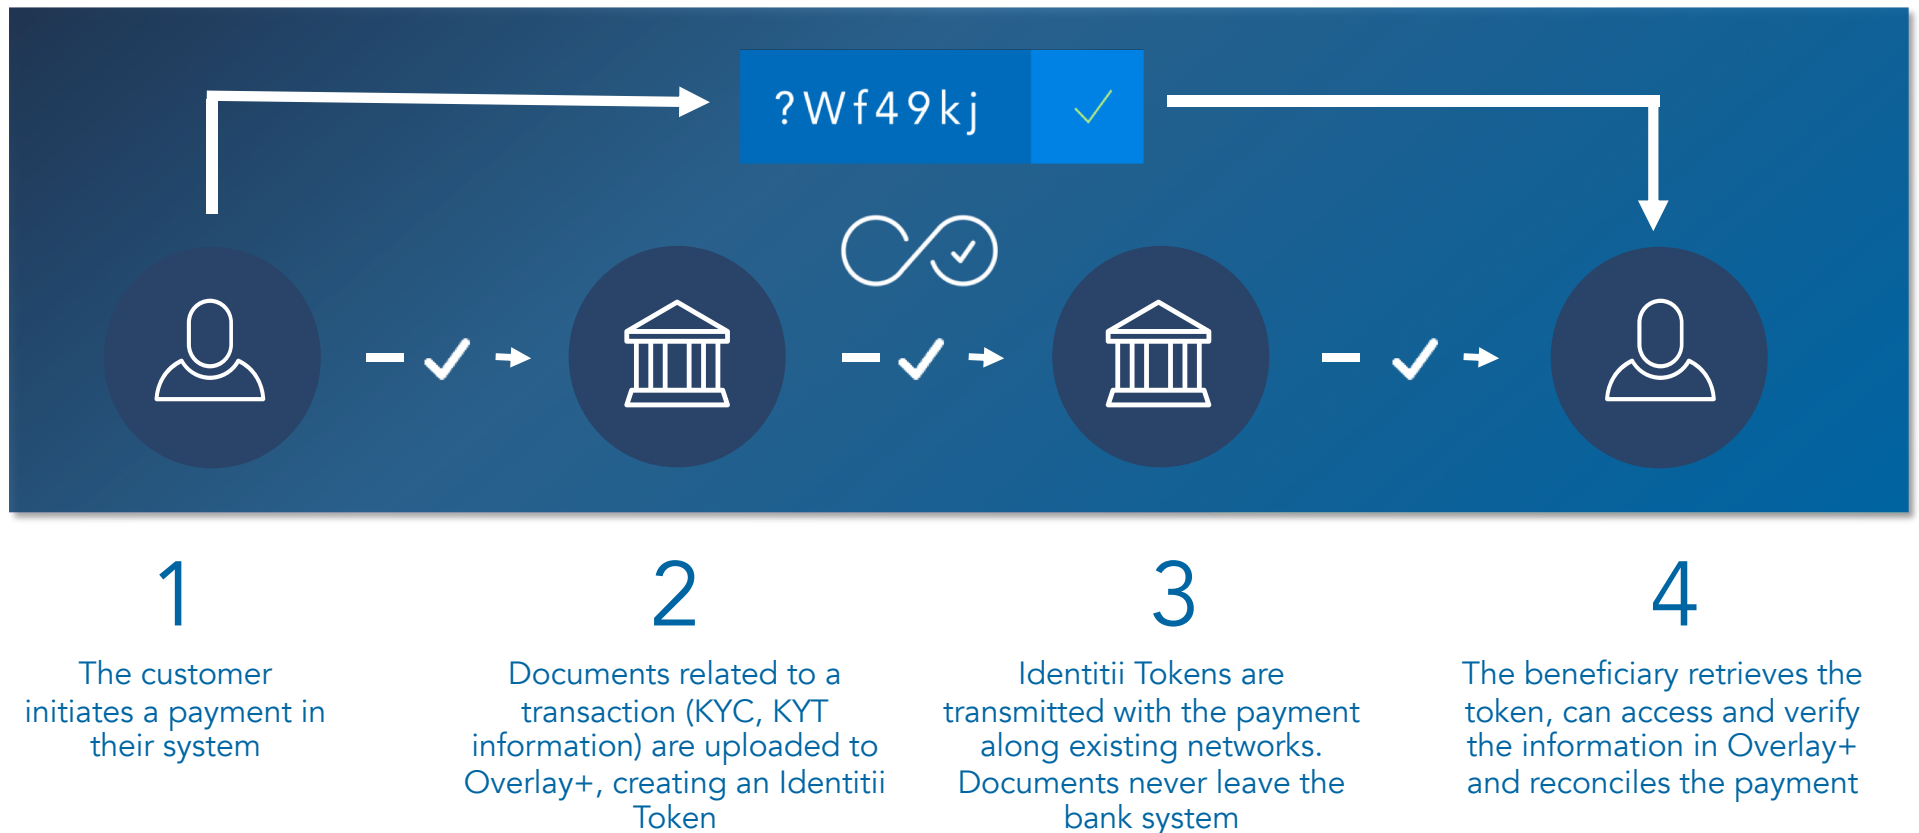 ?Wf49kj
1
The customer
initiates a payment in
their system
2
Documents related to a
transaction (KYC, KYT
information) are uploaded to
Overlay+, creating an Identitii
Token
3
Identitii Tokens are
transmitted with the payment
along existing networks.
Documents never leave the
bank system
4
The beneficiary retrieves the
token, can access and verify
the information in Overlay+
and reconciles the payment